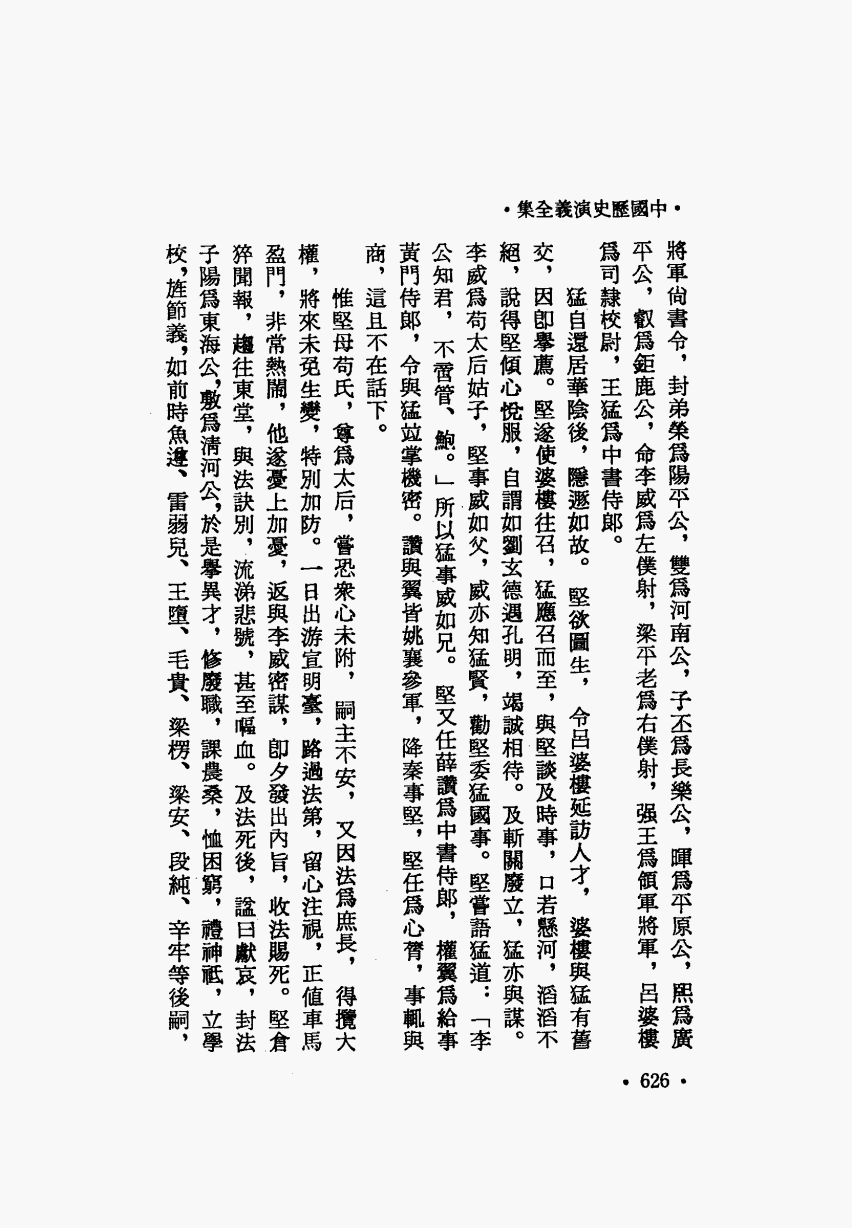 •中國歷史演義全集•
將軍尚書令，封弟榮爲陽平公，雙爲河南公，子丕爲長樂公，暉爲平原公，熙爲廣
平公，叡爲鉅鹿公，命李威爲左僕射，梁平老爲右僕射，强王爲領軍將軍，呂婆樓
爲司隸校尉，王猛爲中書侍郎。
猛自還居華陰後，隱遯如故。堅欲圖生，令呂婆樓延訪人才，婆樓與猛有舊
交，因卽舉薦。堅遂使婆樓往召，猛應召而至，與堅談及時事，口若懸河，滔滔不
絕，說得堅傾心悅服，自謂如劉玄德遇孔明，竭誠相待。及斬關廢立，猛亦與謀。
李威爲苟太后姑子，堅事威如父，威亦知猛賢，勸堅委猛國事。堅嘗語猛道：「李
公知君，不啻管、鮑。」所以猛事威如兄。堅又任薛讚爲中書侍郎，權翼爲給事
黃門侍郎，令與猛竝掌機密。讚與翼皆姚襄參軍，降秦事堅，堅任爲心膂，事輒與
商，這且不在話下。
惟堅母苟氏，尊爲太后，嘗恐衆心未附，嗣主不安，又因法爲庶長，得攬大
權，將來未免生變，特別加防。一日出游宣明臺，路過法第，留心注視，正值車馬
盈門，非常熱鬧，他遂憂上加憂，返與李威密謀，卽夕發出內旨，收法賜死。堅倉
猝聞報，趨往東堂，與法訣別，流涕悲號，甚至嘔血。及法死後，諡曰獻哀，封法
子陽爲東海公，敷爲淸河公，於是舉異才，修廢職，課農桑，恤困窮，禮神祇，立學
校，旌節義，如前時魚遵、雷弱兒、王墮、毛貴、梁楞、梁安、段純、辛牢等後嗣，
•626•